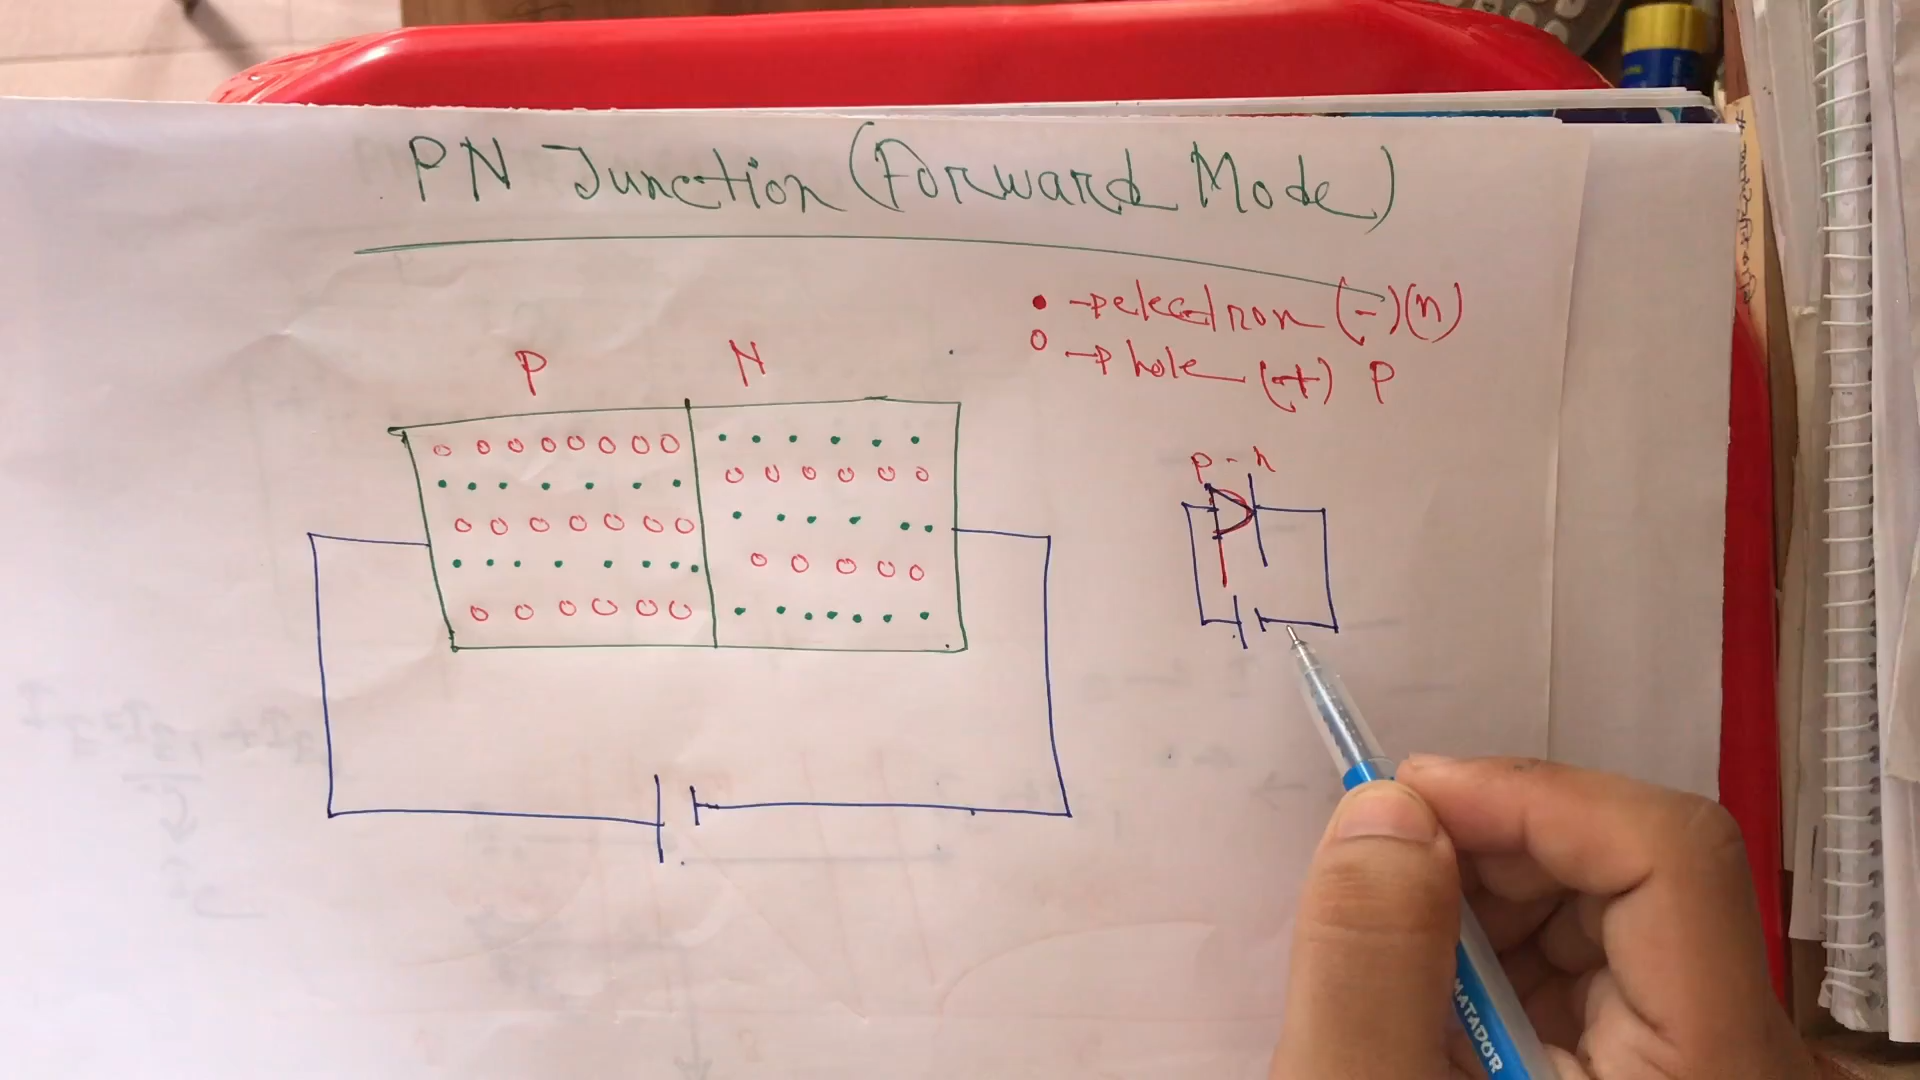 PN Junction (Forward Mode)
• → electron (-)(n)
o → hole (+) P
P N
p - n
MATADOR